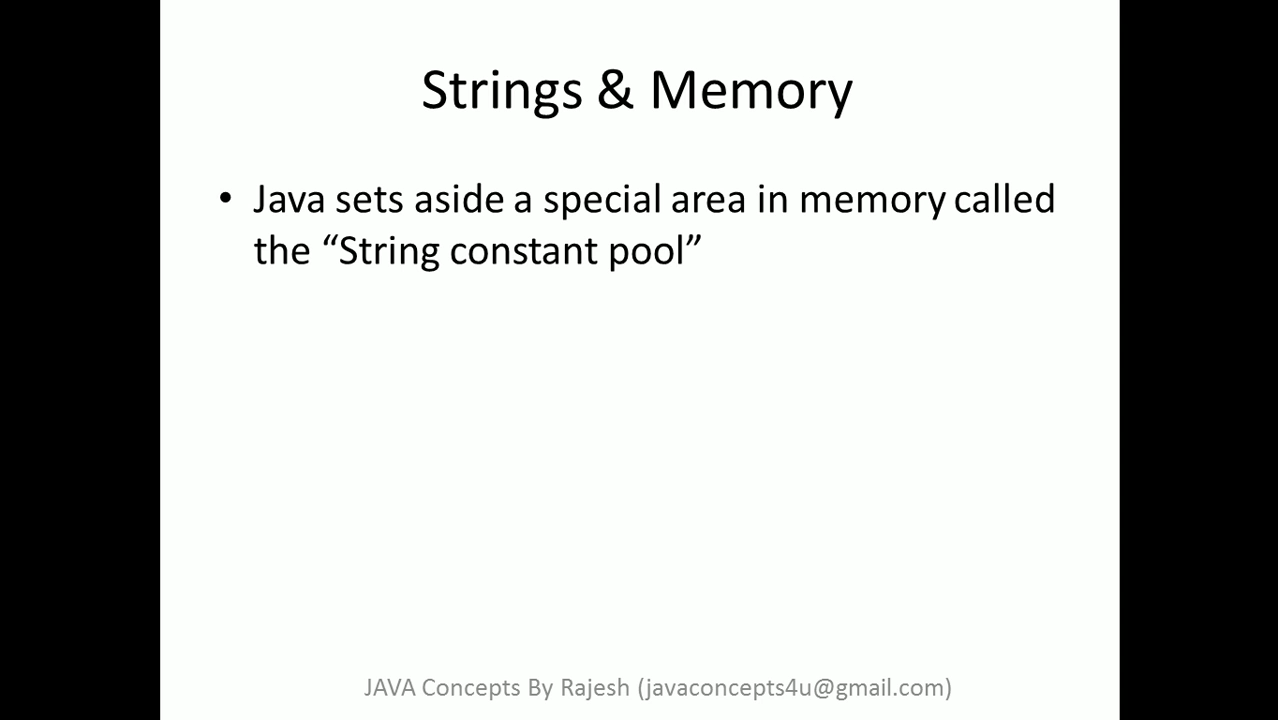 Strings & Memory
• Java sets aside a special area in memory called
the “String constant pool”
JAVA Concepts By Rajesh (javaconcepts4u@gmail.com)